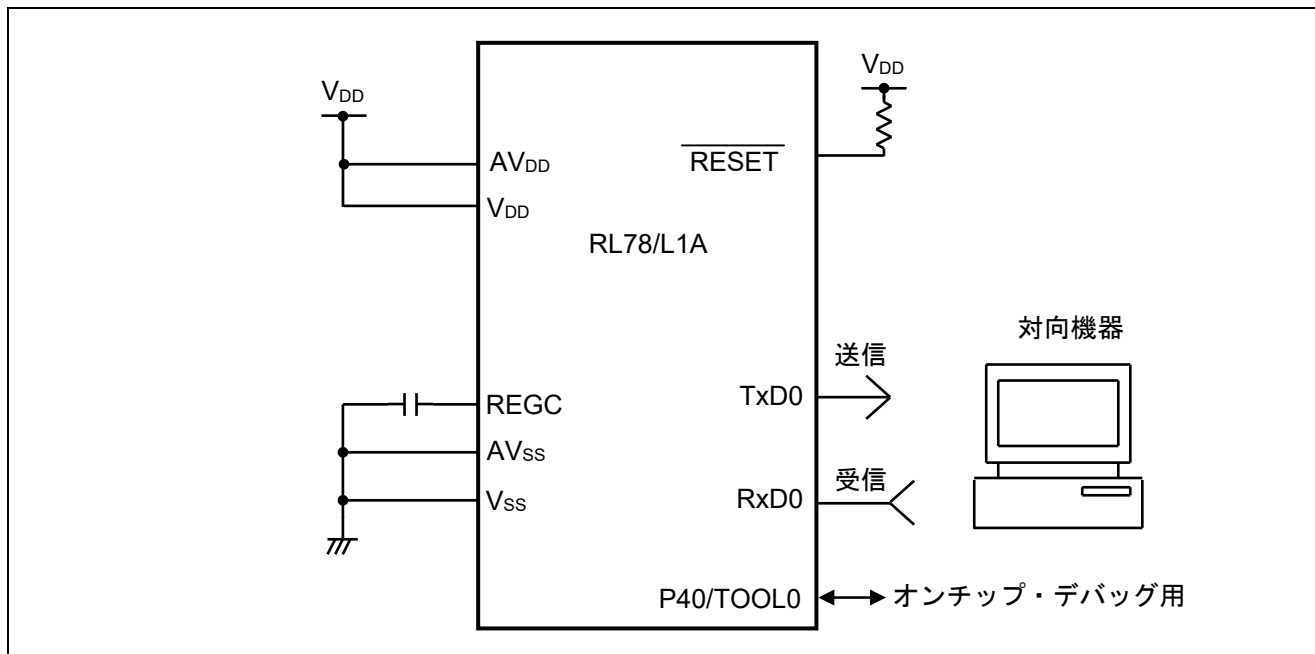 VDD
VDD
AVDD
RESET
VDD
RL78/L1A
対向機器
送信
REGC
TxD0
AVSS
受信
VSS
RxD0
P40/TOOL0
オンチップ・デバッグ用